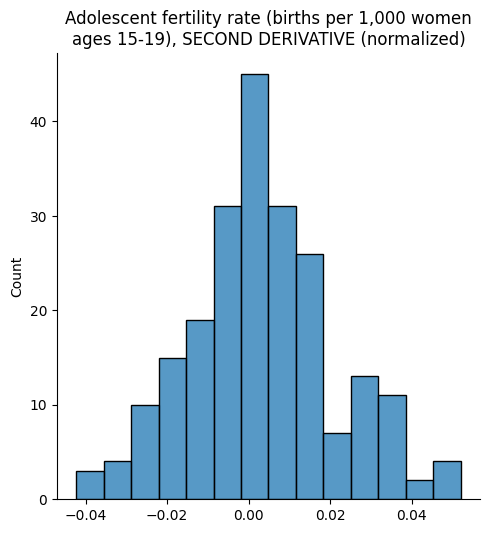 Adolescent fertility rate (births per 1,000 women
ages 15-19), SECOND DERIVATIVE (normalized)
Count
40
30
20
10
0
−0.04 −0.02 0.00 0.02 0.04